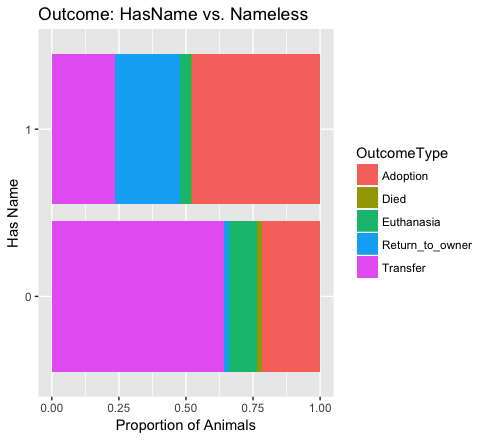 Outcome: HasName vs. Nameless
Has Name
1
0
0.00 0.25 0.50 0.75 1.00
Proportion of Animals
OutcomeType
Adoption
Died
Euthanasia
Return_to_owner
Transfer